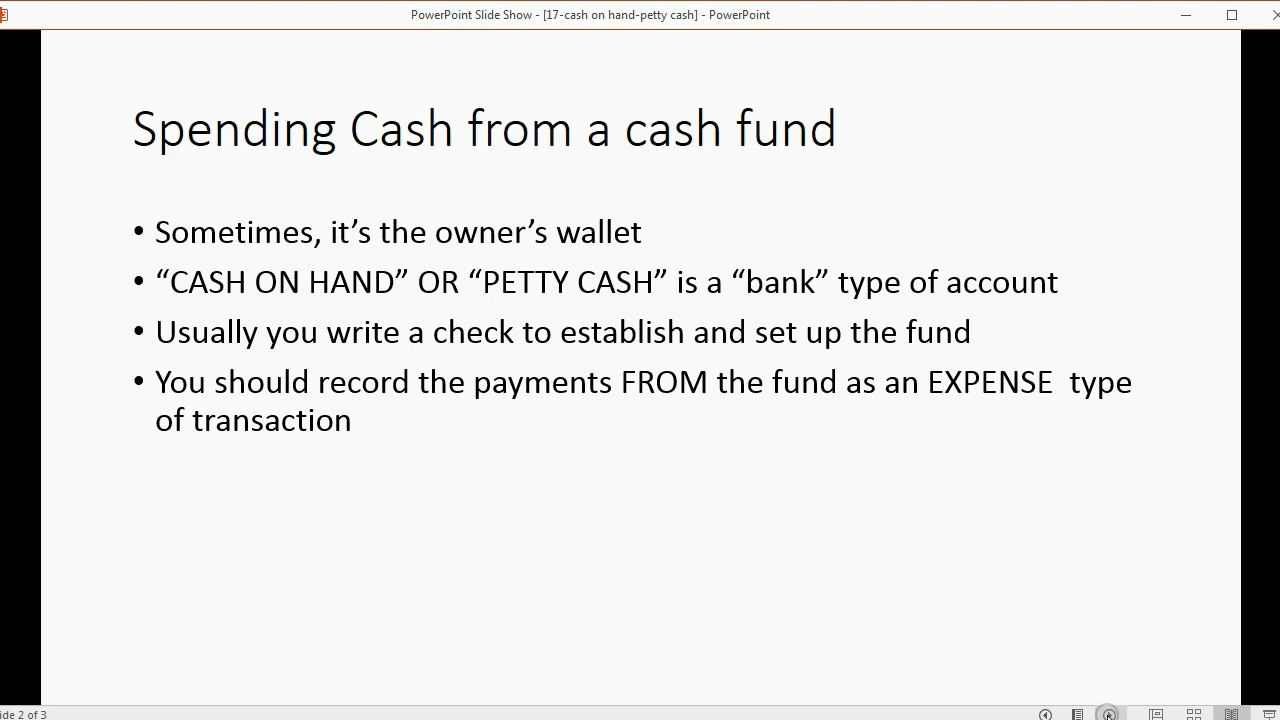 PowerPoint Slide Show - [17-cash on hand-petty cash] - PowerPoint
Spending Cash from a cash fund
• Sometimes, it’s the owner’s wallet
• “CASH ON HAND” OR “PETTY CASH” is a “bank” type of account
• Usually you write a check to establish and set up the fund
• You should record the payments FROM the fund as an EXPENSE  type
of transaction
ide 2 of 3